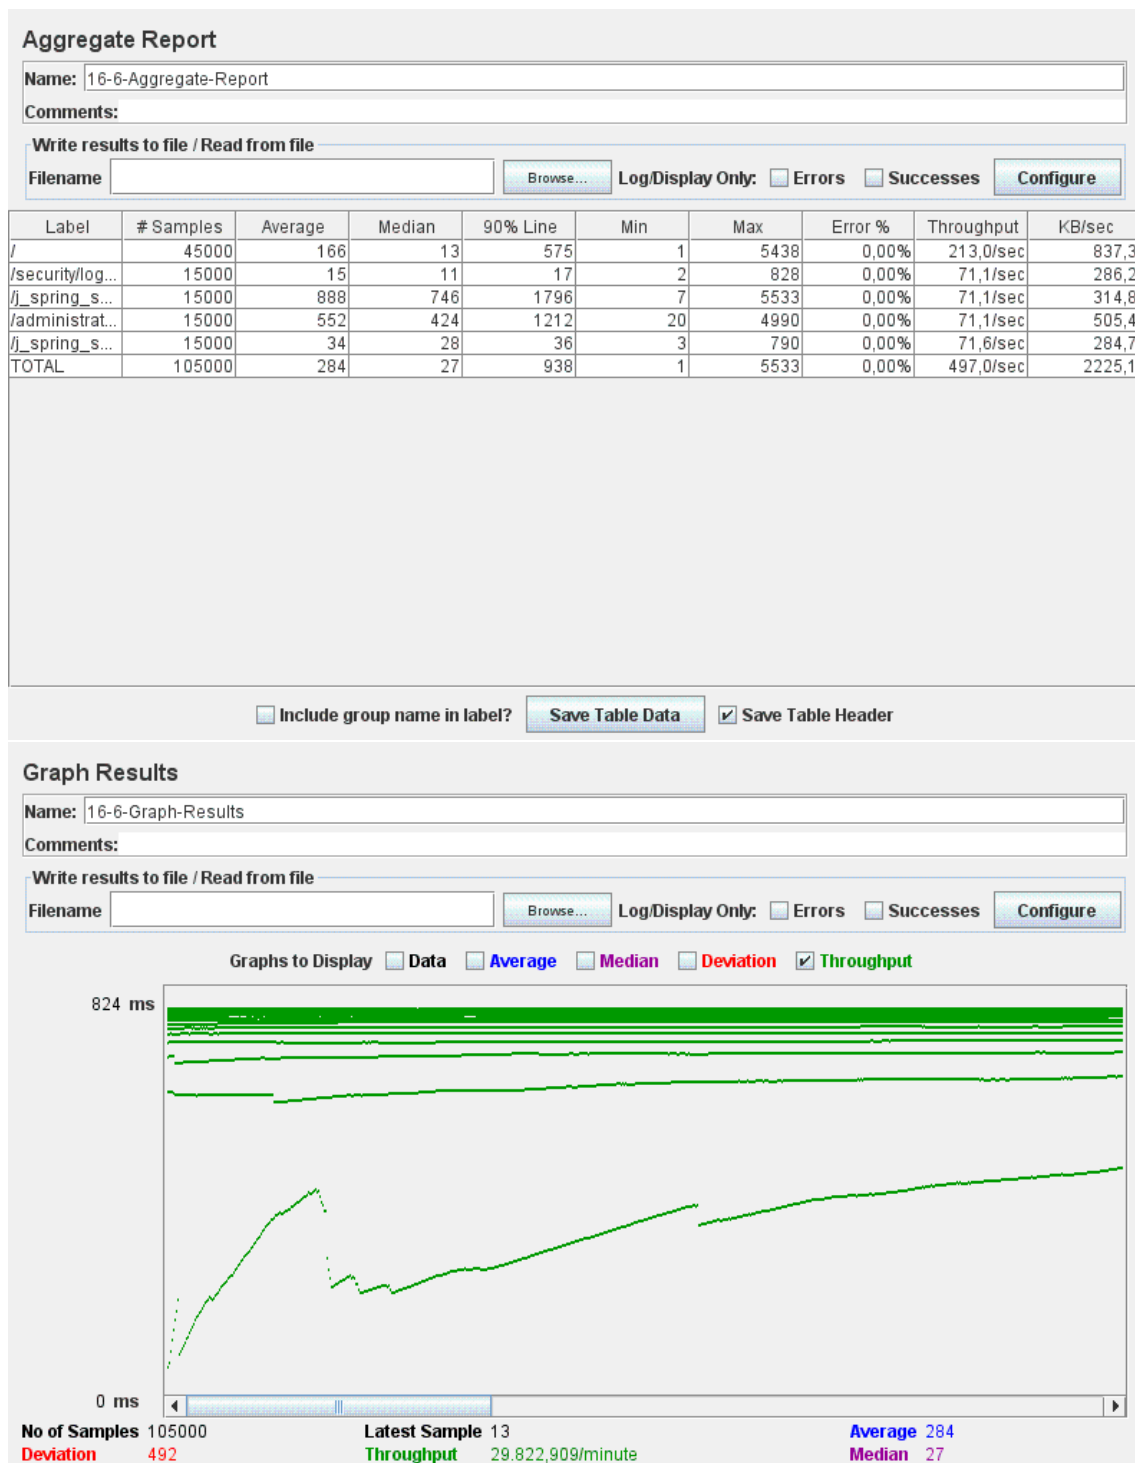 Aggregate Report
Name: 16-6-Aggregate-Report
Comments:
Write results to file / Read from file
Filename Browse... Log/Display Only: Errors Successes Configure
Label # Samples Average Median 90% Line Min Max Error % Throughput KB/sec
/ 45000 166 13 575 1 5438 0,00% 213,0/sec 837,3
/security/log... 15000 15 11 17 2 828 0,00% 71,1/sec 286,2
/j_spring_s... 15000 888 746 1796 7 5533 0,00% 71,1/sec 314,8
/administrat... 15000 552 424 1212 20 4990 0,00% 71,1/sec 505,4
/j_spring_s... 15000 34 28 36 3 790 0,00% 71,6/sec 284,7
TOTAL 105000 284 27 938 1 5533 0,00% 497,0/sec 2225,1
Include group name in label? Save Table Data Save Table Header
Graph Results
Name: 16-6-Graph-Results
Comments:
Write results to file / Read from file
Filename Browse... Log/Display Only: Errors Successes Configure
Graphs to Display Data Average Median Deviation Throughput
824 ms
0 ms
No of Samples 105000 Latest Sample 13 Average 284
Deviation 492 Throughput 29.822,909/minute Median 27